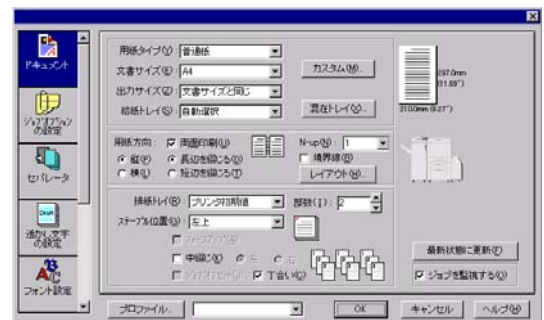 ドキュメント
ジョブオプション
の設定
セパレータ
透かし文字
の設定
フォント設定
用紙タイプ(Y): 普通紙
文書サイズ(E): A4
カスタム(M)..
出力サイズ(Z): 文書サイズと同じ
給紙トレイ(S): 自動選択
混在トレイ(V)..
297.0mm
(11.69")
210.0mm (8.27")
用紙方向:
両面印刷(U)
N-up(N): 1
縦(P)
長辺を綴じる(O)
境界線(B)
横(L)
短辺を綴じる(T)
レイアウト(W)..
排紙トレイ(R): プリンタ初期値
部数(I): 2
ステープル位置(G): 左上
中綴じ(K)
左
右
丁合い(C)
最新状態に更新(F)
ジョブを監視する(Q)
プロファイル..
OK
キャンセル
ヘルプ(H)